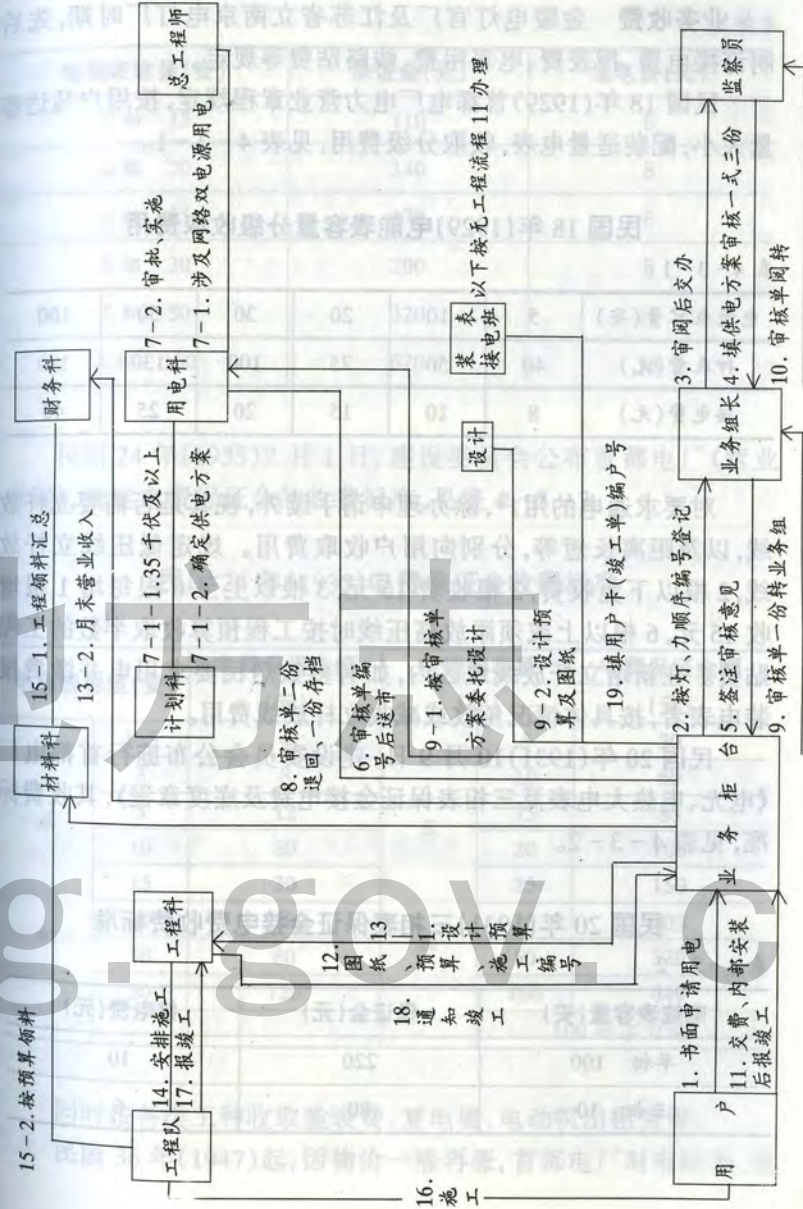 15-2. 按预算领料
15-1. 工程领料汇总
13-2. 月末营业收入
材料科
财务科
工程队
14. 安排施工
17. 报竣工
工程科
计划科
7-1-1. 35千伏及以上
7-1-2. 确定供电方案
用电科
7-2. 审批、实施
7-1. 涉及网络双电源用电
总工程师
8. 审核单二份
退回一份存档
6. 审核单编
号后送市
9-1. 按审核单
方案委托设计
9-2. 设计预
算及图纸
设计
装表
接电班
以下按元工程流程11办理
19. 填用户卡(竣)单编户号
12. 图纸、预算、施工编号
13-1. 设计预算
18. 通知竣工
16. 施工
用户
1. 书面申请用电
11. 交费、内部安装
后报竣工
业务柜台
2. 按灯、力顺序编号登记
5. 签注审核意见
9. 审核单一份转业务组
业务组长
3. 审阅后交办
4. 填供电方案审核一式三份
10. 审核单阅转
监察员
g.gov.c